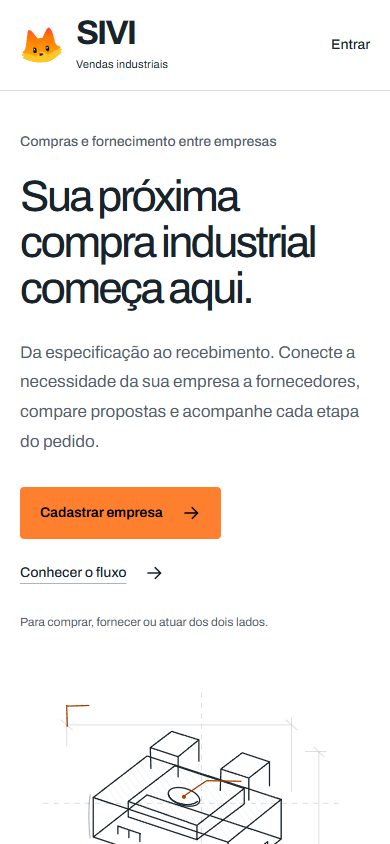 SIVI
Vendas industriais
Entrar
Compras e fornecimento entre empresas
Sua próxima
compra industrial
começa aqui.
Da especificação ao recebimento. Conecte a
necessidade da sua empresa a fornecedores,
compare propostas e acompanhe cada etapa
do pedido.
Cadastrar empresa
Conhecer o fluxo
Para comprar, fornecer ou atuar dos dois lados.